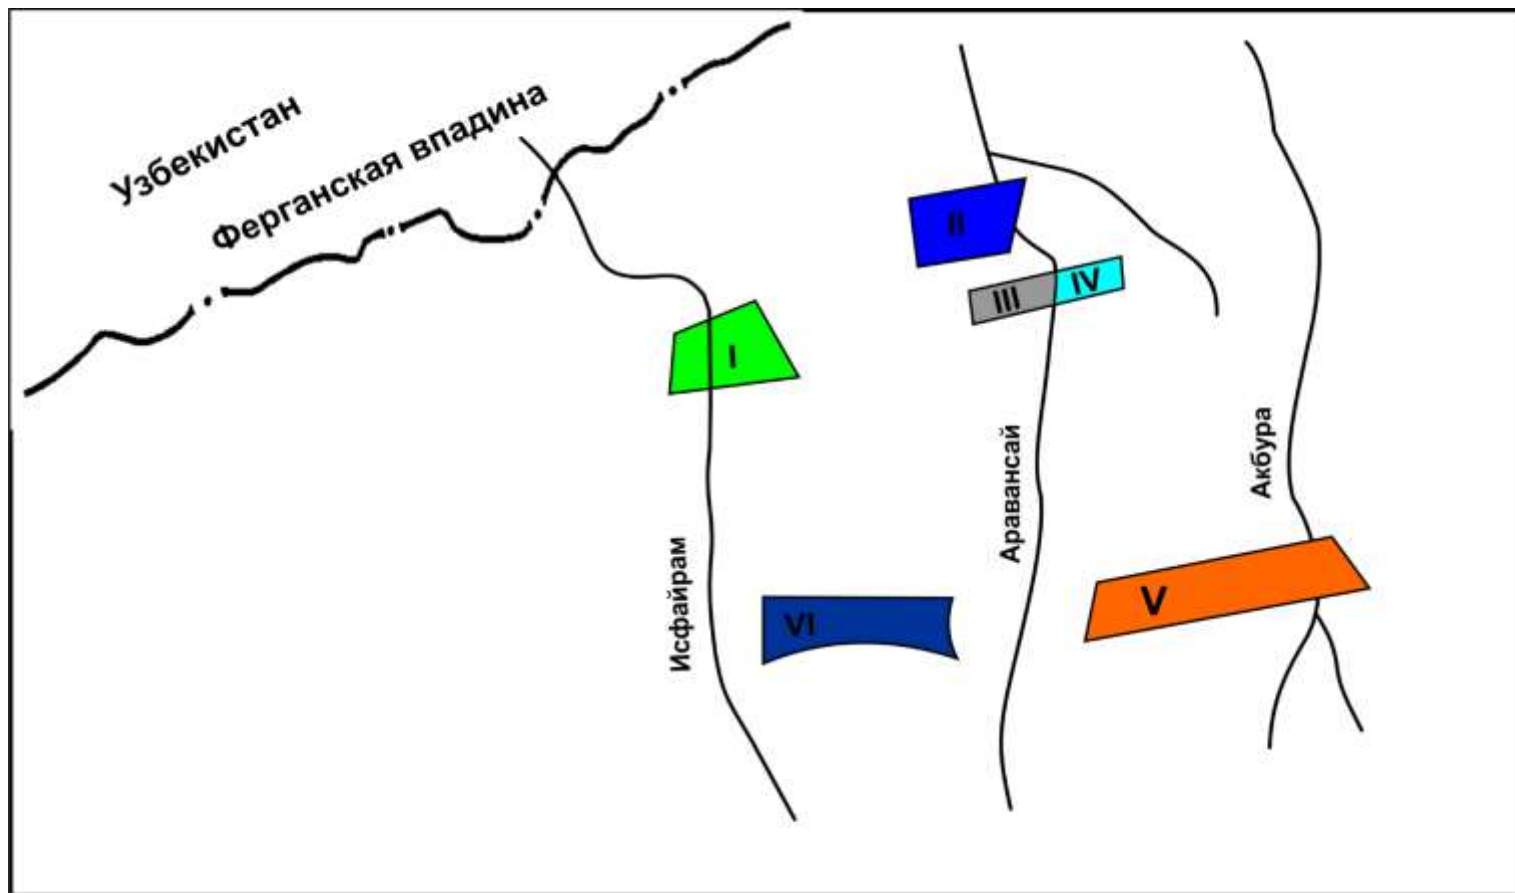 Узбекистан
Ферганская впадина
II
IV
III
I
Аравансай
Акбура
Исфайрам
V
VI